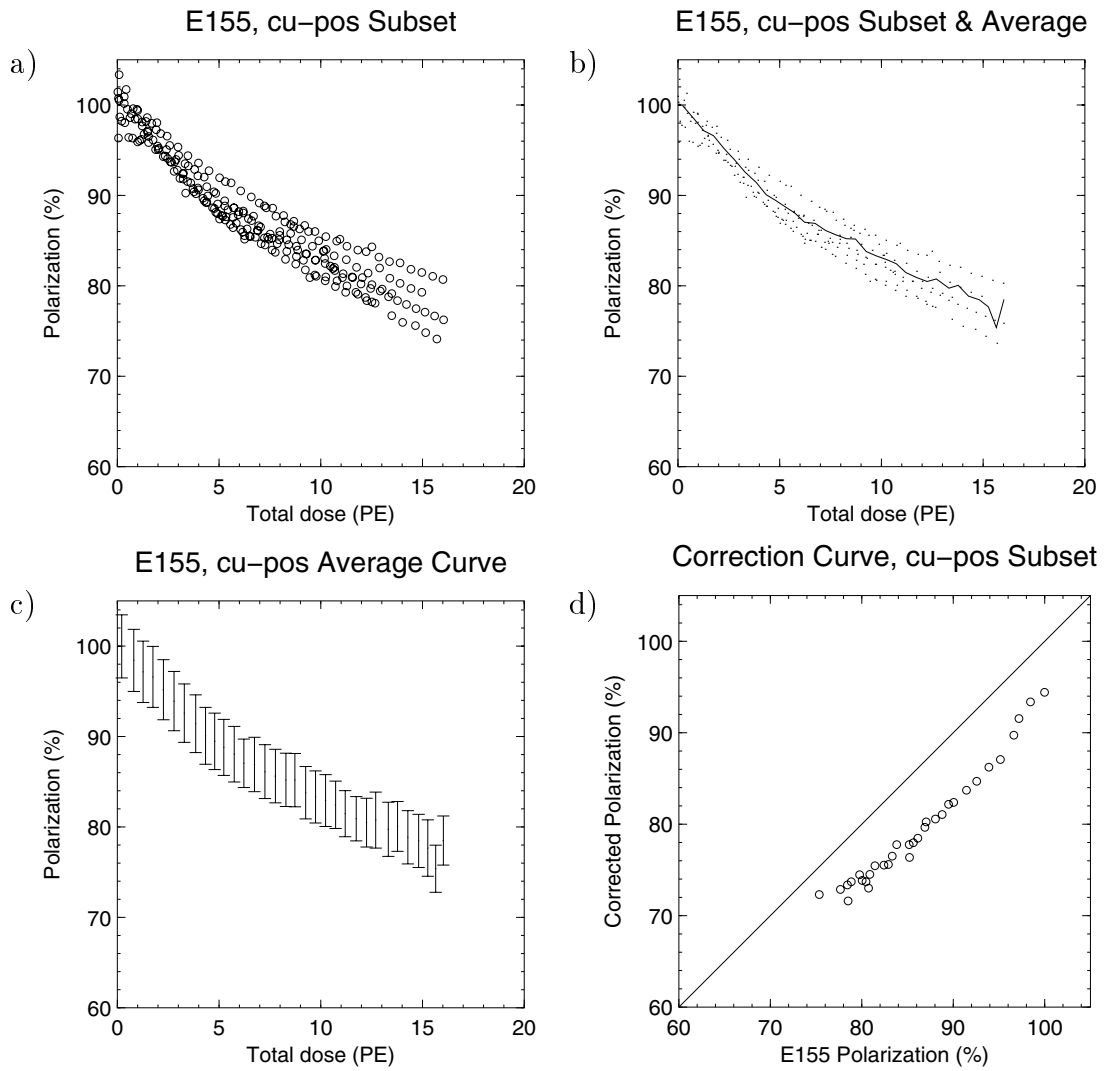 E155, cu−pos Subset
a)
100
90
80
70
60
Polarization (%)
0 5 10 15 20
Total dose (PE)
E155, cu−pos Subset & Average
b)
100
90
80
70
60
Polarization (%)
0 5 10 15 20
Total dose (PE)
E155, cu−pos Average Curve
c)
100
90
80
70
60
Polarization (%)
0 5 10 15 20
Total dose (PE)
Correction Curve, cu−pos Subset
d)
100
90
80
70
60
Corrected Polarization (%)
60 70 80 90 100
E155 Polarization (%)